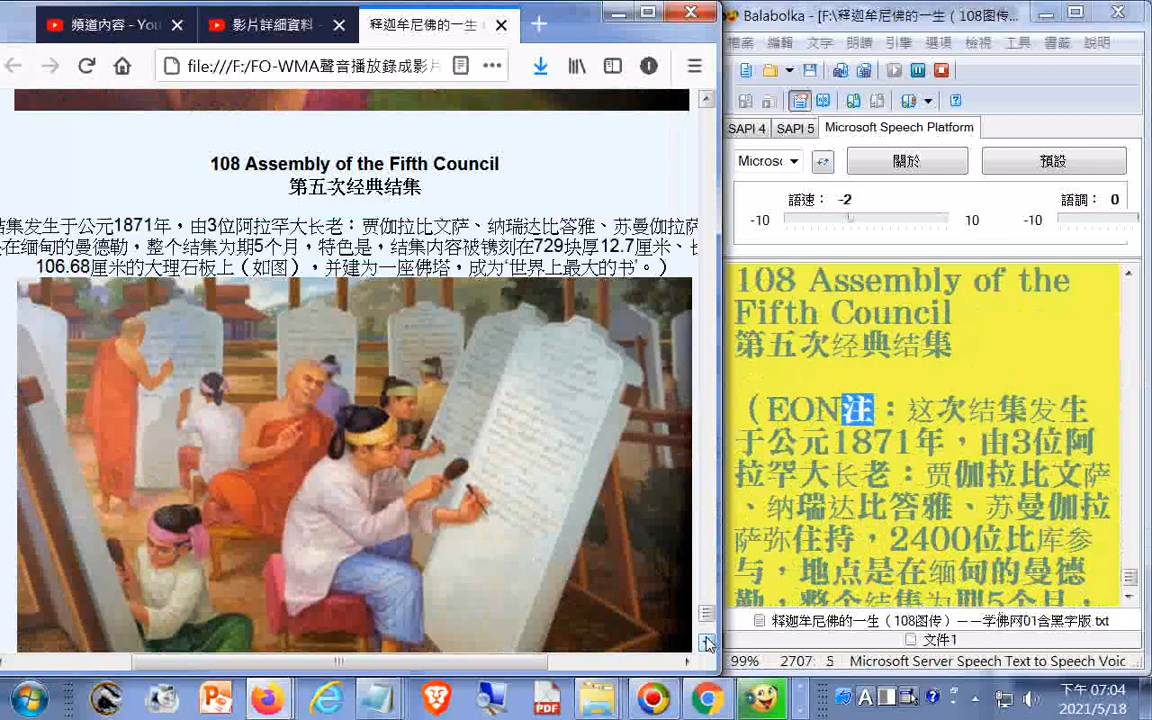 頻道內容 - You
影片詳細資料 -
释迦牟尼佛的一生 (
file:///F:/FO-WMA聲音播放錄成影片
108 Assembly of the Fifth Council
第五次经典结集
结集发生于公元1871年，由3位阿拉罕大长老：贾伽拉比文萨、纳瑞达比答雅、苏曼伽拉萨
在缅甸的曼德勒，整个结集为期5个月，特色是，结集内容被镌刻在729块厚12.7厘米、
106.68厘米的大理石板上（如图），并建为一座佛塔，成为‘世界上最大的书’。）
Balabolka - [F:\释迦牟尼佛的一生（108图传...
檔案 編輯 文字 朗讀 引擎 選項 檢視 工具 書籤 說明
SAPI 4 SAPI 5 Microsoft Speech Platform
Micros 關於 預設
語速： -2 語調： 0
-10 10 -10
108 Assembly of the
Fifth Council
第五次经典结集
（EON注：这次结集发生
于公元1871年，由3位阿
拉罕大长老：贾伽拉比文萨
、纳瑞达比答雅、苏曼伽拉
萨弥住持，2400位比库参
与，地点是在缅甸的曼德
勒，整个结集为期5个月，
释迦牟尼佛的一生（108图传）——学佛网01含黑字版.txt
文件1
99% 2707: 5 Microsoft Server Speech Text to Speech Voic
下午 07:04
2021/5/18